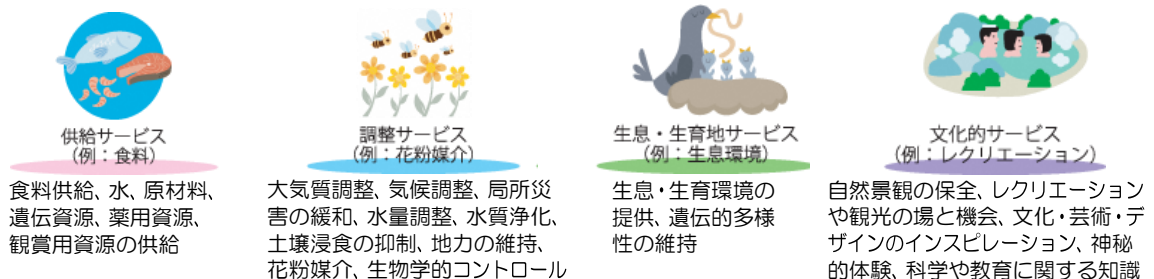 供給サービス
(例：食料)
食料供給、水、原材料、
遺伝資源、薬用資源、
観賞用資源の供給
調整サービス
(例：花粉媒介)
大気質調整、気候調整、局所災
害の緩和、水量調整、水質浄化、
土壌浸食の抑制、地力の維持、
花粉媒介、生物学的コントロール
生息・生育地サービス
(例：生息環境)
生息・生育環境の
提供、遺伝的多様
性の維持
文化的サービス
(例：レクリエーション)
自然景観の保全、レクリエーション
や観光の場と機会、文化・芸術・デ
ザインのインスピレーション、神秘
的体験、科学や教育に関する知識